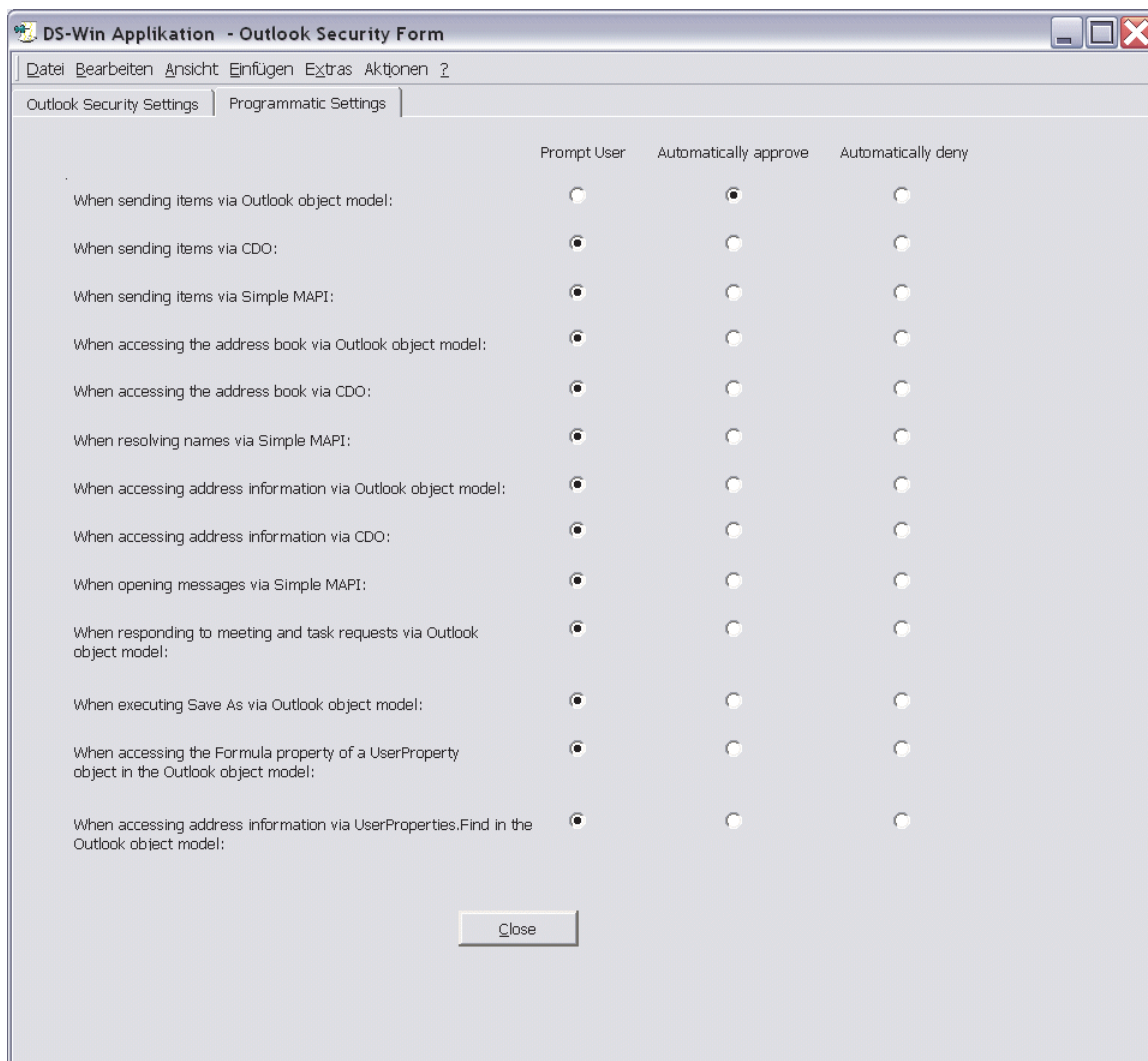 DS-Win Applikation - Outlook Security Form
Datei Bearbeiten Ansicht Einfügen Extras Aktionen ?
Outlook Security Settings Programmatic Settings
Prompt User Automatically approve Automatically deny
When sending items via Outlook object model:
When sending items via CDO:
When sending items via Simple MAPI:
When accessing the address book via Outlook object model:
When accessing the address book via CDO:
When resolving names via Simple MAPI:
When accessing address information via Outlook object model:
When accessing address information via CDO:
When opening messages via Simple MAPI:
When responding to meeting and task requests via Outlook
object model:
When executing Save As via Outlook object model:
When accessing the Formula property of a UserProperty
object in the Outlook object model:
When accessing address information via UserProperties.Find in the
Outlook object model:
Close